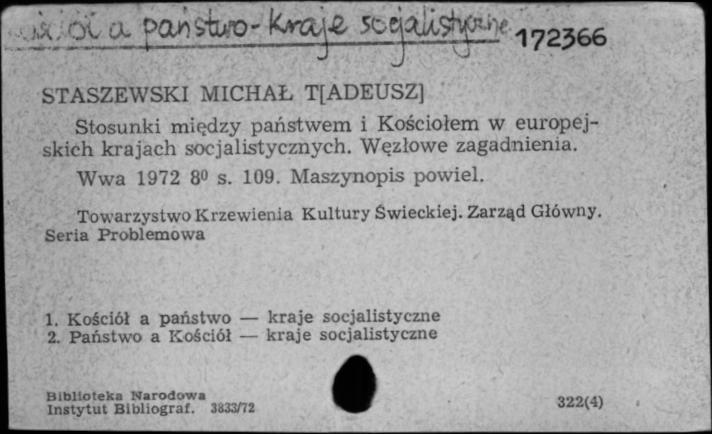 a państwo - kraje socjalistyczne 172366
STASZEWSKI MICHAŁ T[ADEUSZ]
Stosunki między państwem i Kościołem w europej-
skich krajach socjalistycznych. Węzłowe zagadnienia.
Wwa 1972 8⁰ s. 109. Maszynopis powiel.
Towarzystwo Krzewienia Kultury Świeckiej. Zarząd Główny.
Seria Problemowa
1. Kościół a państwo — kraje socjalistyczne
2. Państwo a Kościół — kraje socjalistyczne
Biblioteka Narodowa
Instytut Bibliograf. 3833/72 322(4)